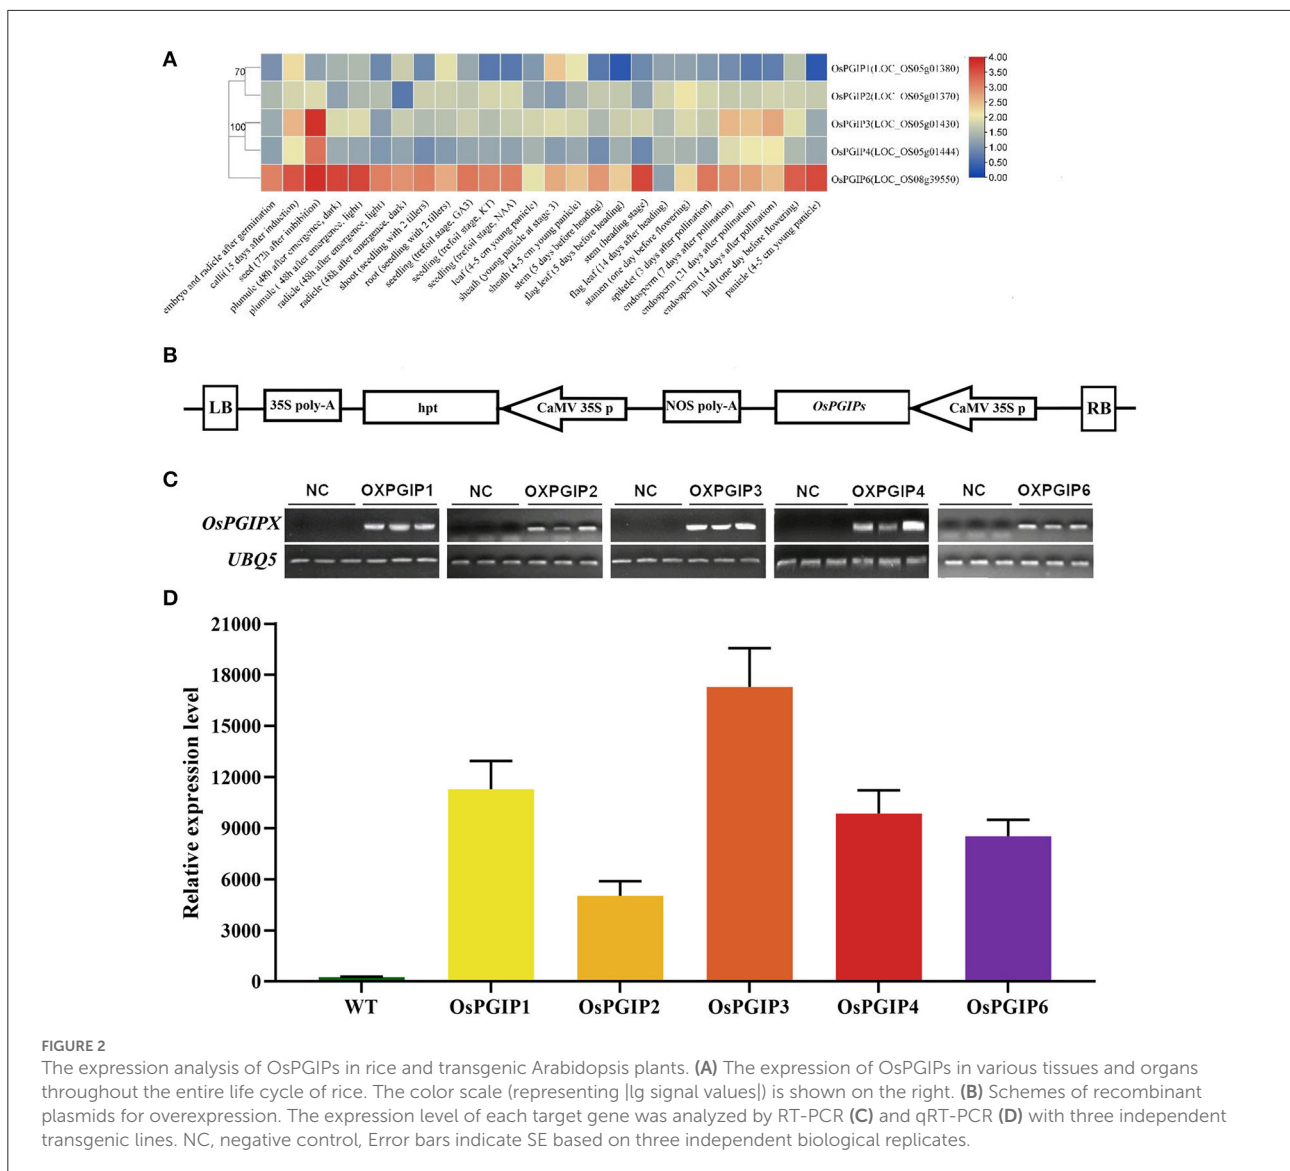 A
70
100
OsPGIP1(LOC_OS05g01380)
OsPGIP2(LOC_OS05g01370)
OsPGIP3(LOC_OS05g01430)
OsPGIP4(LOC_OS05g01444)
OsPGIP6(LOC_OS08g39550)
4.00
3.50
3.00
2.50
2.00
1.50
1.00
0.50
0.00
embryo and radicle after germination
calli(15 days after induction)
seed (72h after inhibition)
plumule (48h after emergence, dark)
plumule ( 48h after emergence, light)
radicle (48h after emergence, light)
radicle (48h after emergence, dark)
shoot (seedling with 2 tillers)
root (seedling with 2 tillers)
seedling (trefoil stage, GA3)
seedling (trefoil stage, KT)
seedling (trefoil stage, NAA)
leaf (4-5 cm young panicle)
sheath (young panicle at stage 3)
sheath (4-5 cm young panicle)
stem (5 days before heading)
flag leaf (5 days before heading)
stem (heading stage)
flag leaf (14 days after heading)
stamen (one day before flowering)
spikelet (3 days after pollination)
endosperm (7 days after pollination)
endosperm (21 days after pollination)
endosperm (14 days after pollination)
hull (one day before flowering)
panicle (4-5 cm young panicle)
B
LB 35S poly-A hpt CaMV 35S p NOS poly-A OsPGIPs CaMV 35S p RB
C
NC OXPGIP1 NC OXPGIP2 NC OXPGIP3 NC OXPGIP4 NC OXPGIP6
OsPGIPX
UBQ5
D
Relative expression level
21000
18000
15000
12000
9000
6000
3000
0
WT OsPGIP1 OsPGIP2 OsPGIP3 OsPGIP4 OsPGIP6
FIGURE 2
The expression analysis of OsPGIPs in rice and transgenic Arabidopsis plants. (A) The expression of OsPGIPs in various tissues and organs
throughout the entire life cycle of rice. The color scale (representing |lg signal values|) is shown on the right. (B) Schemes of recombinant
plasmids for overexpression. The expression level of each target gene was analyzed by RT-PCR (C) and qRT-PCR (D) with three independent
transgenic lines. NC, negative control, Error bars indicate SE based on three independent biological replicates.